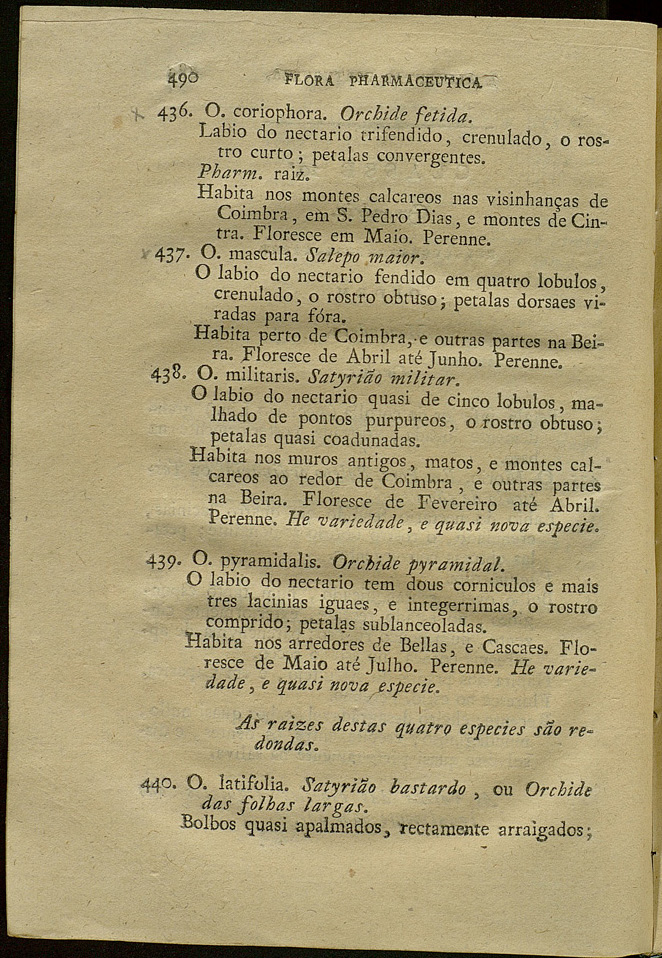 490 FLORA PHARMACEUTICA
436. O. coriophora. Orchide fetida.
Labio do nectario trifendido, crenulado, o ros-
tro curto; petalas convergentes.
Pharm. raiz.
Habita nos montes calcareos nas visinhanças de
Coimbra, em S. Pedro Dias, e montes de Cin-
tra. Floresce em Maio. Perenne.
437. O. mascula. Salepo maior.
O labio do nectario fendido em quatro lobulos,
crenulado, o rostro obtuso; petalas dorsaes vi-
radas para fóra.
Habita perto de Coimbra, e outras partes na Bei-
ra. Floresce de Abril até Junho. Perenne.
438. O. militaris. Satyrião militar.
O labio do nectario quasi de cinco lobulos, ma-
lhado de pontos purpureos, o rostro obtuso;
petalas quasi coadunadas.
Habita nos muros antigos, matos, e montes cal-
careos ao redor de Coimbra, e outras partes
na Beira. Floresce de Fevereiro até Abril.
Perenne. He variedade, e quasi nova especie.
439. O. pyramidalis. Orchide pyramidal.
O labio do nectario tem dous corniculos e mais
tres lacinias iguaes, e integerrimas, o rostro
comprido; petalas sublanceoladas.
Habita nos arredores de Bellas, e Cascaes. Flo-
resce de Maio até Julho. Perenne. He varie-
dade, e quasi nova especie.
As raizes destas quatro especies são re-
dondas.
440. O. latifolia. Satyrião bastardo, ou Orchide
das folhas largas.
Bolbos quasi apalmados, rectamente arraigados;